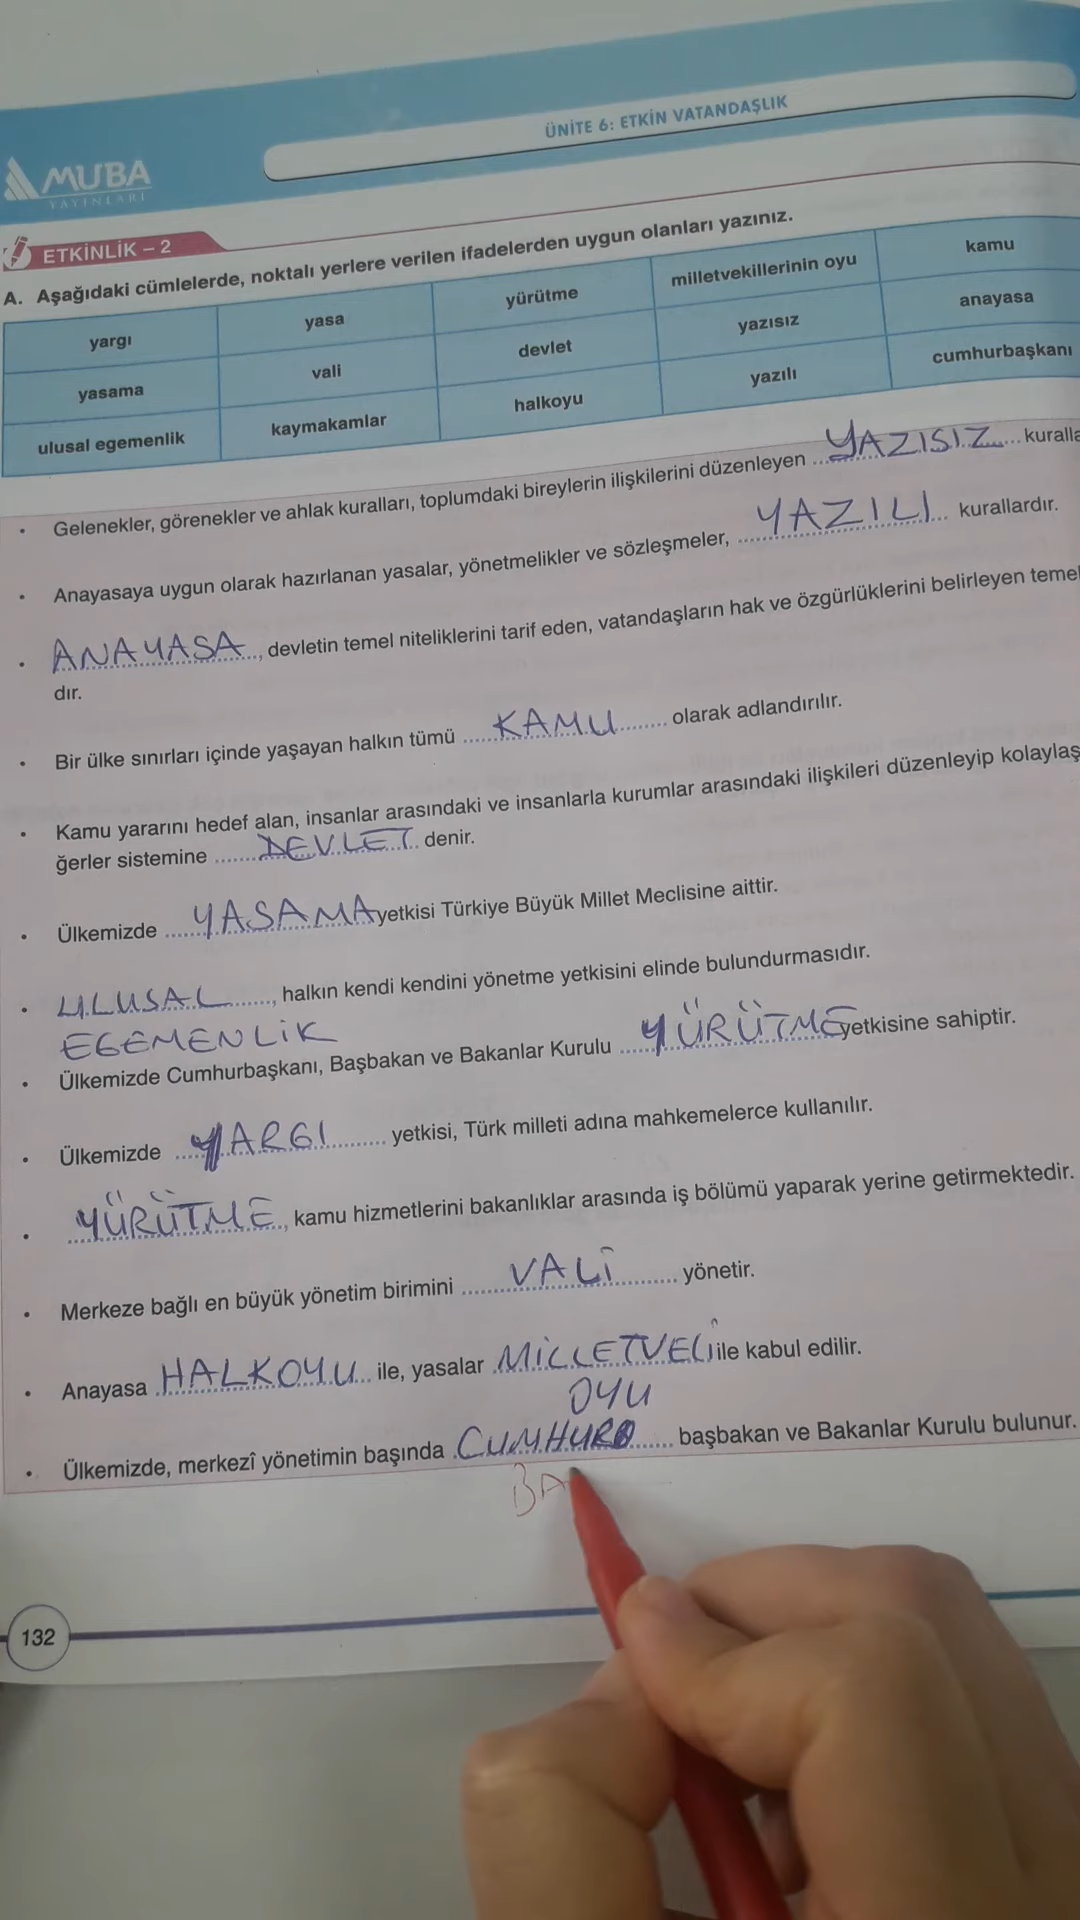 ÜNİTE 6: ETKİN VATANDAŞLIK
MUBA
YAYINLARI
ETKİNLİK – 2
A. Aşağıdaki cümlelerde, noktalı yerlere verilen ifadelerden uygun olanları yazınız.
yargı yasa yürütme milletvekillerinin oyu kamu
yasama vali devlet yazısız anayasa
ulusal egemenlik kaymakamlar halkoyu yazılı cumhurbaşkanı
• Gelenekler, görenekler ve ahlak kuralları, toplumdaki bireylerin ilişkilerini düzenleyen YAZISIZ kuralla
• Anayasaya uygun olarak hazırlanan yasalar, yönetmelikler ve sözleşmeler, YAZILI kurallardır.
• ANAYASA, devletin temel niteliklerini tarif eden, vatandaşların hak ve özgürlüklerini belirleyen temel
dır.
• Bir ülke sınırları içinde yaşayan halkın tümü KAMU olarak adlandırılır.
• Kamu yararını hedef alan, insanlar arasındaki ve insanlarla kurumlar arasındaki ilişkileri düzenleyip kolaylaş
ğerler sistemine DEVLET denir.
• Ülkemizde YASAMA yetkisi Türkiye Büyük Millet Meclisine aittir.
• ULUSAL, halkın kendi kendini yönetme yetkisini elinde bulundurmasıdır.
EGEMENLİK
• Ülkemizde Cumhurbaşkanı, Başbakan ve Bakanlar Kurulu YÜRÜTME yetkisine sahiptir.
• Ülkemizde YARGI yetkisi, Türk milleti adına mahkemelerce kullanılır.
• YÜRÜTME, kamu hizmetlerini bakanlıklar arasında iş bölümü yaparak yerine getirmektedir.
• Merkeze bağlı en büyük yönetim birimini VALİ yönetir.
• Anayasa HALKOYU ile, yasalar MİLLETVELİ ile kabul edilir.
OYU
• Ülkemizde, merkezî yönetimin başında CUMHUR başbakan ve Bakanlar Kurulu bulunur.
BA
132